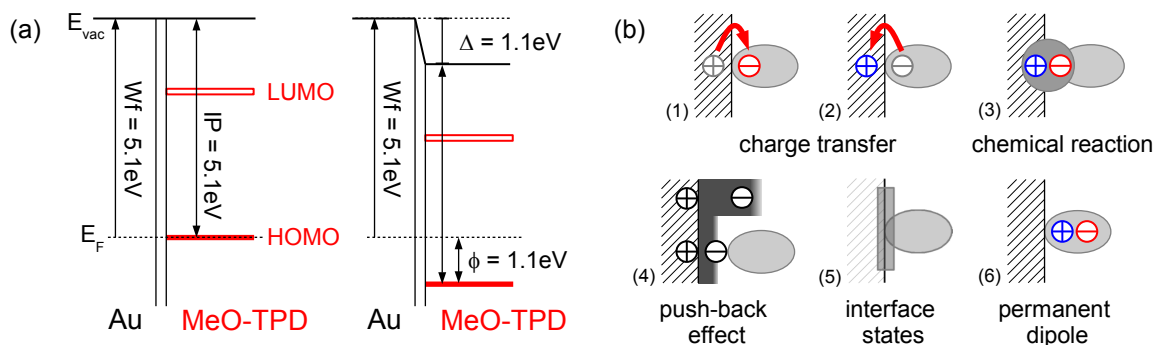 (a)
E_vac
Wf = 5.1eV
IP = 5.1eV
LUMO
E_F
HOMO
Au MeO-TPD
Δ = 1.1eV
Wf = 5.1eV
ϕ = 1.1eV
Au MeO-TPD
(b)
(1) (2) (3)
charge transfer chemical reaction
(4) (5) (6)
push-back interface permanent
effect states dipole